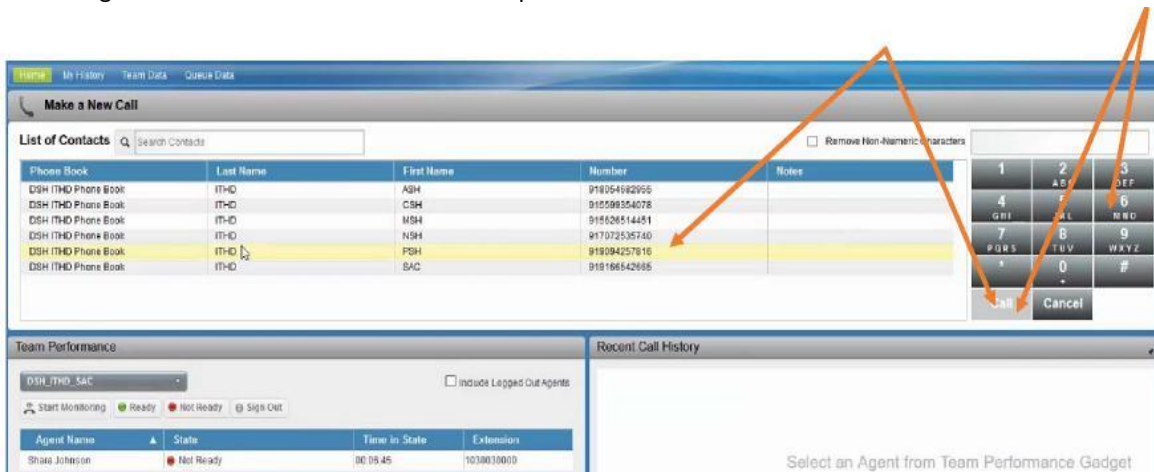 Home My History Team Data Queue Data
Make a New Call
List of Contacts Search Contacts Remove Non-Numeric Characters
Phone Book Last Name First Name Number Notes
DSH ITHD Phone Book ITHD ASH 918054682955
DSH ITHD Phone Book ITHD CSH 915599354078
DSH ITHD Phone Book ITHD MSH 915626514451
DSH ITHD Phone Book ITHD NSH 917072535740
DSH ITHD Phone Book ITHD PSH 919094257816
DSH ITHD Phone Book ITHD SAC 919166542665
1 2 3
ABC DEF
4 5 6
GHI JKL MNO
7 8 9
PQRS TUV WXYZ
* 0 #
+
Call Cancel
Team Performance
DSH_ITHD_SAC Include Logged Out Agents
Start Monitoring Ready Not Ready Sign Out
Agent Name State Time in State Extension
Johnson Not Ready 00:06:45 1030030000
Recent Call History
Select an Agent from Team Performance Gadget